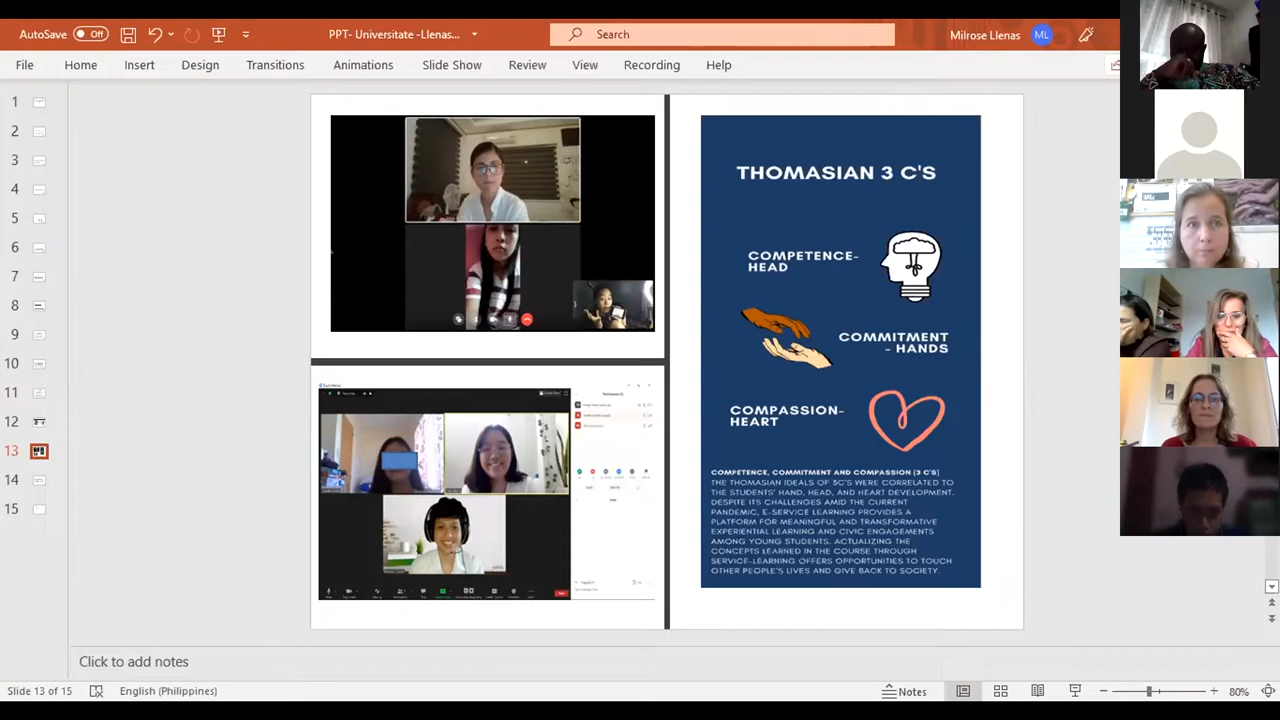 AutoSave Off PPT- Universitate -Llenas... Search Milrose Llenas ML
File Home Insert Design Transitions Animations Slide Show Review View Recording Help
1
2
3
4
5
6
7
8
9
10
11
12
13
14
15
THOMASIAN 3 C'S
COMPETENCE-
HEAD
COMMITMENT
- HANDS
COMPASSION-
HEART
COMPETENCE, COMMITMENT AND COMPASSION (3 C'S)
THE THOMASIAN IDEALS OF 3C'S WERE CORRELATED TO
THE STUDENTS' HAND, HEAD, AND HEART DEVELOPMENT.
DESPITE ITS CHALLENGES AMID THE CURRENT
PANDEMIC, E-SERVICE LEARNING PROVIDES A
PLATFORM FOR MEANINGFUL AND TRANSFORMATIVE
EXPERIENTIAL LEARNING AND CIVIC ENGAGEMENTS
AMONG YOUNG STUDENTS. ACTUALIZING THE
CONCEPTS LEARNED IN THE COURSE THROUGH
SERVICE-LEARNING OFFERS OPPORTUNITIES TO TOUCH
OTHER PEOPLE'S LIVES AND GIVE BACK TO SOCIETY.
Click to add notes
Slide 13 of 15 English (Philippines) Notes 80%